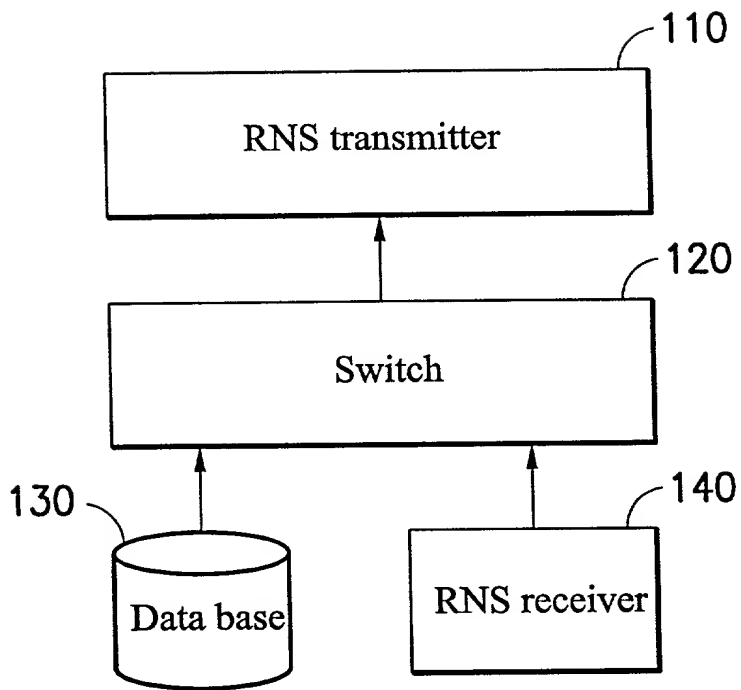 110
RNS transmitter
120
Switch
130
140
Data base
RNS receiver